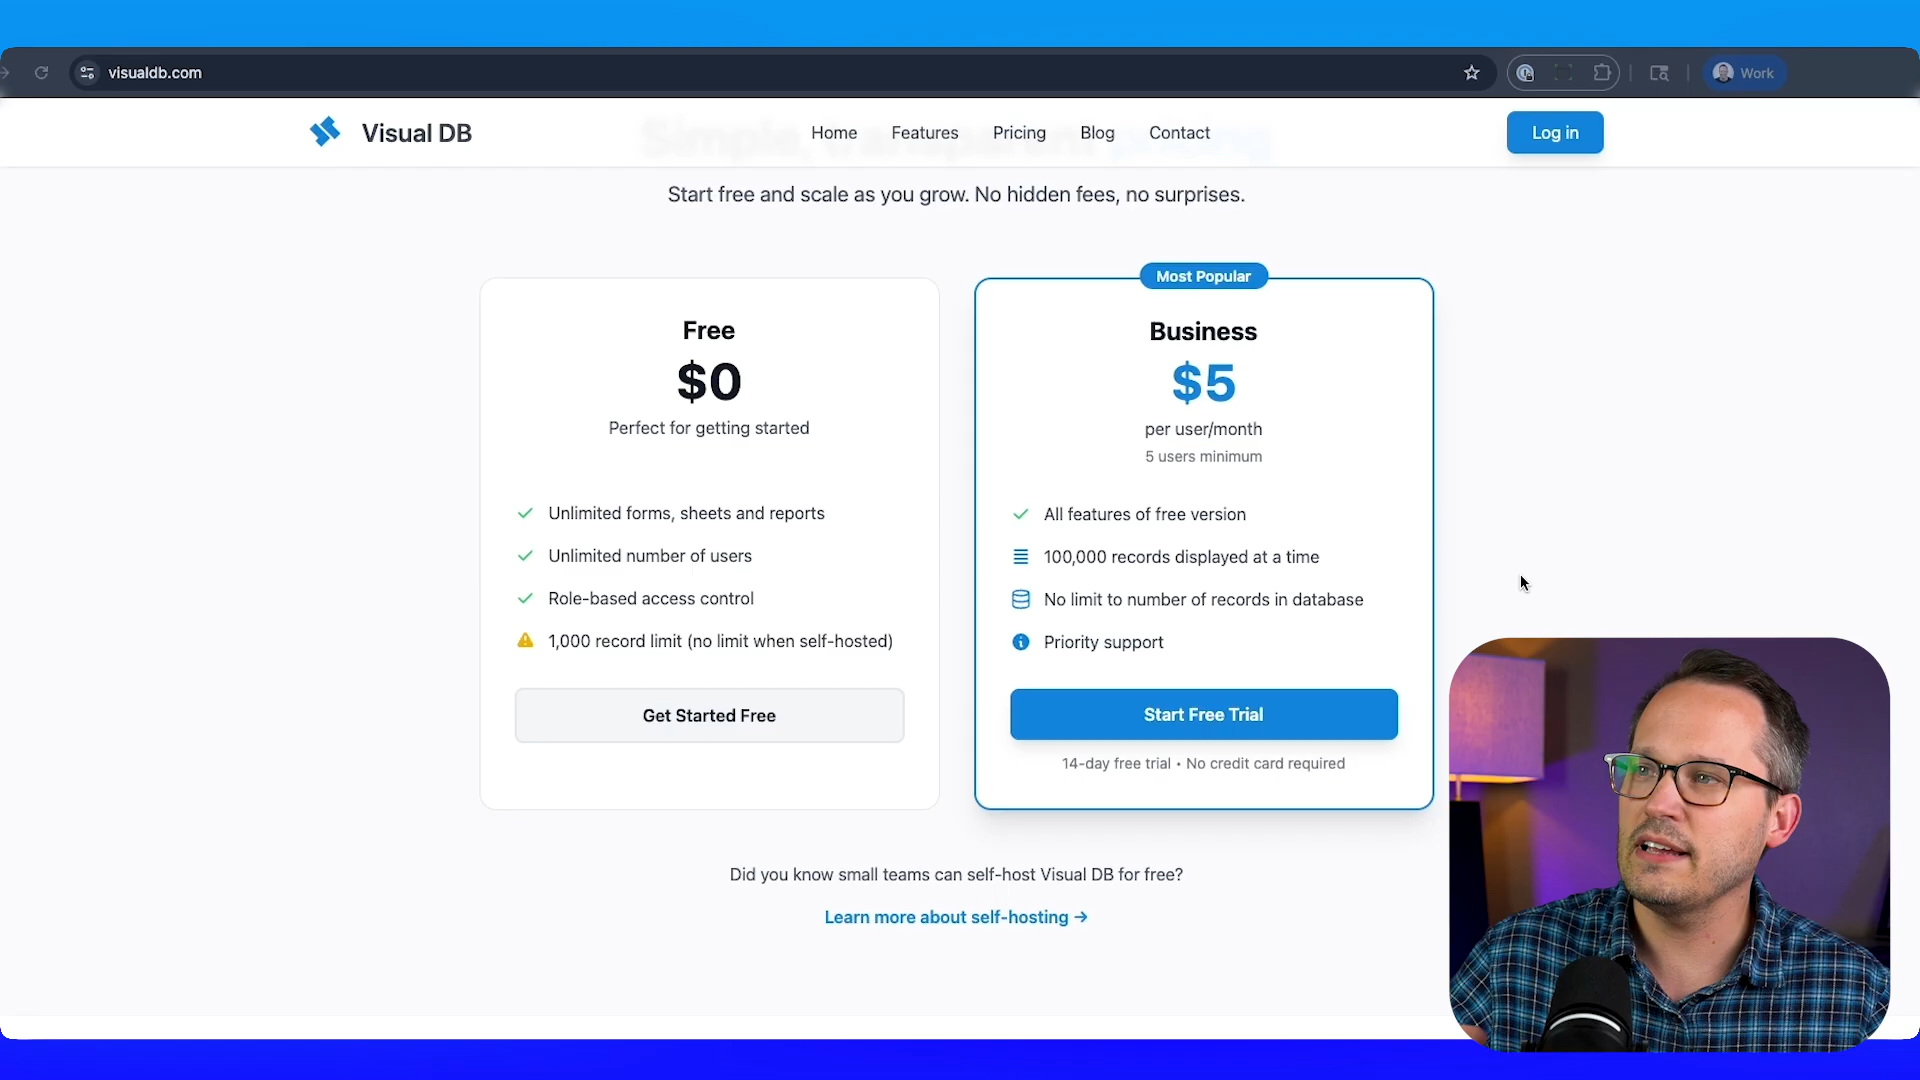 visualdb.com
Work
Visual DB
Home
Features
Pricing
Blog
Contact
Log in
Simple, transparent pricing
Start free and scale as you grow. No hidden fees, no surprises.
Free
$0
Perfect for getting started
Unlimited forms, sheets and reports
Unlimited number of users
Role-based access control
1,000 record limit (no limit when self-hosted)
Get Started Free
Most Popular
Business
$5
per user/month
5 users minimum
All features of free version
100,000 records displayed at a time
No limit to number of records in database
Priority support
Start Free Trial
14-day free trial • No credit card required
Did you know small teams can self-host Visual DB for free?
Learn more about self-hosting →